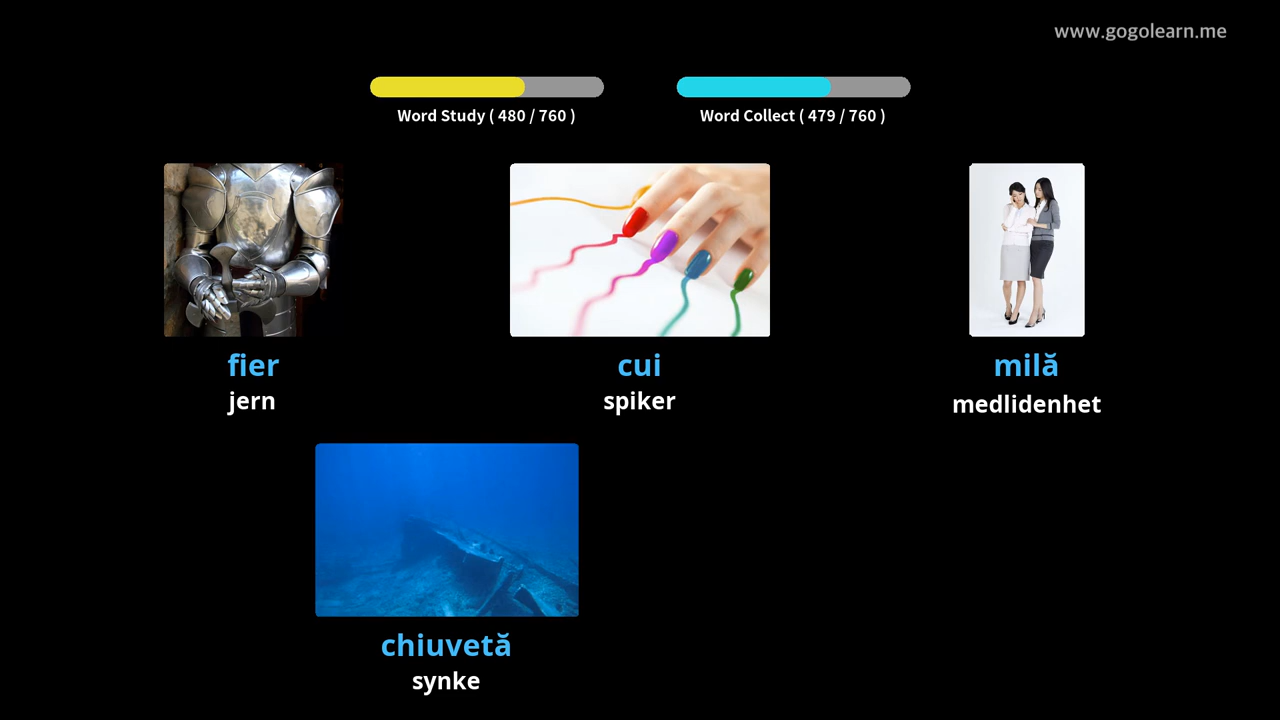 www.gogolearn.me
Word Study ( 480 / 760 )
Word Collect ( 479 / 760 )
fier
jern
cui
spiker
milă
medlidenhet
chiuvetă
synke